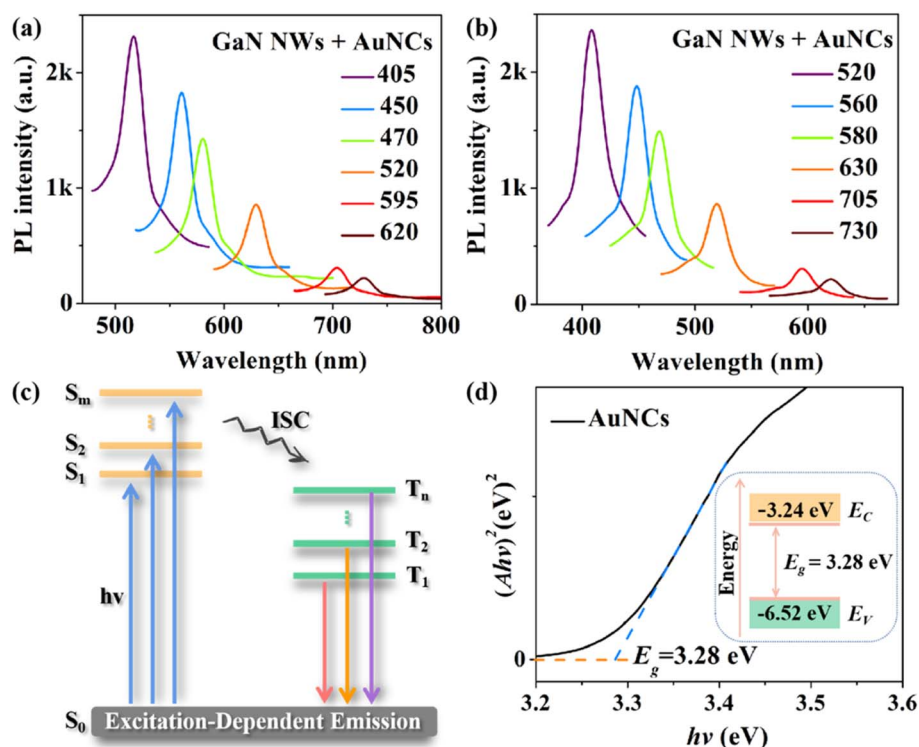 (a)
GaN NWs + AuNCs
405
450
470
520
595
620
PL intensity (a.u.)
2k
1k
0
500 600 700 800
Wavelength (nm)
(b)
GaN NWs + AuNCs
520
560
580
630
705
730
PL intensity (a.u.)
2k
1k
0
400 500 600
Wavelength (nm)
(c)
Sm
S2
S1
ISC
Tn
T2
T1
hν
S0
Excitation-Dependent Emission
(d)
AuNCs
(Ahν)²(eV)²
Energy
-3.24 eV EC
Eg = 3.28 eV
-6.52 eV EV
0
Eg=3.28 eV
3.2 3.3 3.4 3.5 3.6
hν (eV)